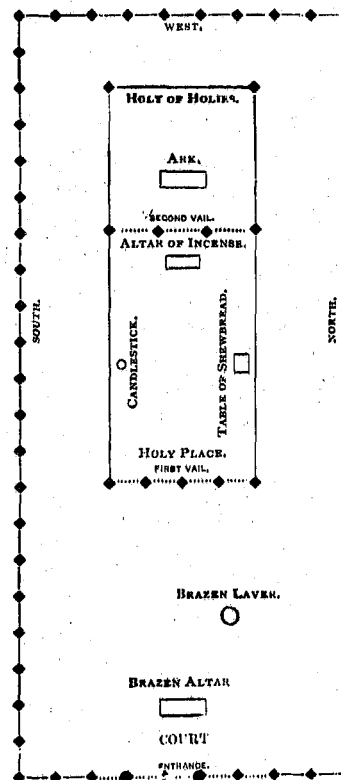 WEST.
HOLY OF HOLIES.
ARK.
SECOND VAIL.
ALTAR OF INCENSE.
SOUTH.
NORTH.
CANDLESTICK.
TABLE OF SHEWBREAD.
HOLY PLACE.
FIRST VAIL.
BRAZEN LAVER.
BRAZEN ALTAR
COURT
ENTRANCE.